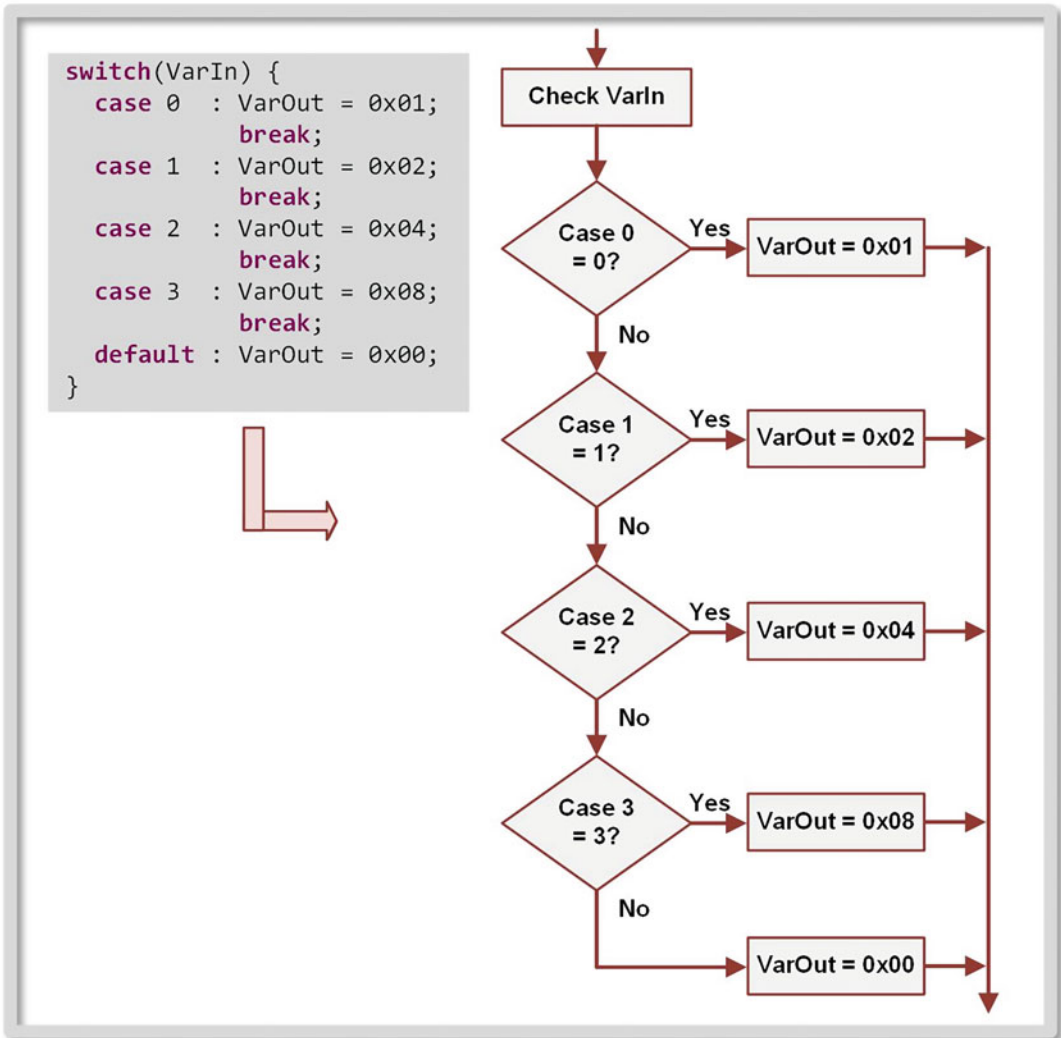 switch(VarIn) {
case 0 : VarOut = 0x01;
break;
case 1 : VarOut = 0x02;
break;
case 2 : VarOut = 0x04;
break;
case 3 : VarOut = 0x08;
break;
default : VarOut = 0x00;
}
Check VarIn
Case 0
= 0?
Yes
VarOut = 0x01
No
Case 1
= 1?
Yes
VarOut = 0x02
No
Case 2
= 2?
Yes
VarOut = 0x04
No
Case 3
= 3?
Yes
VarOut = 0x08
No
VarOut = 0x00